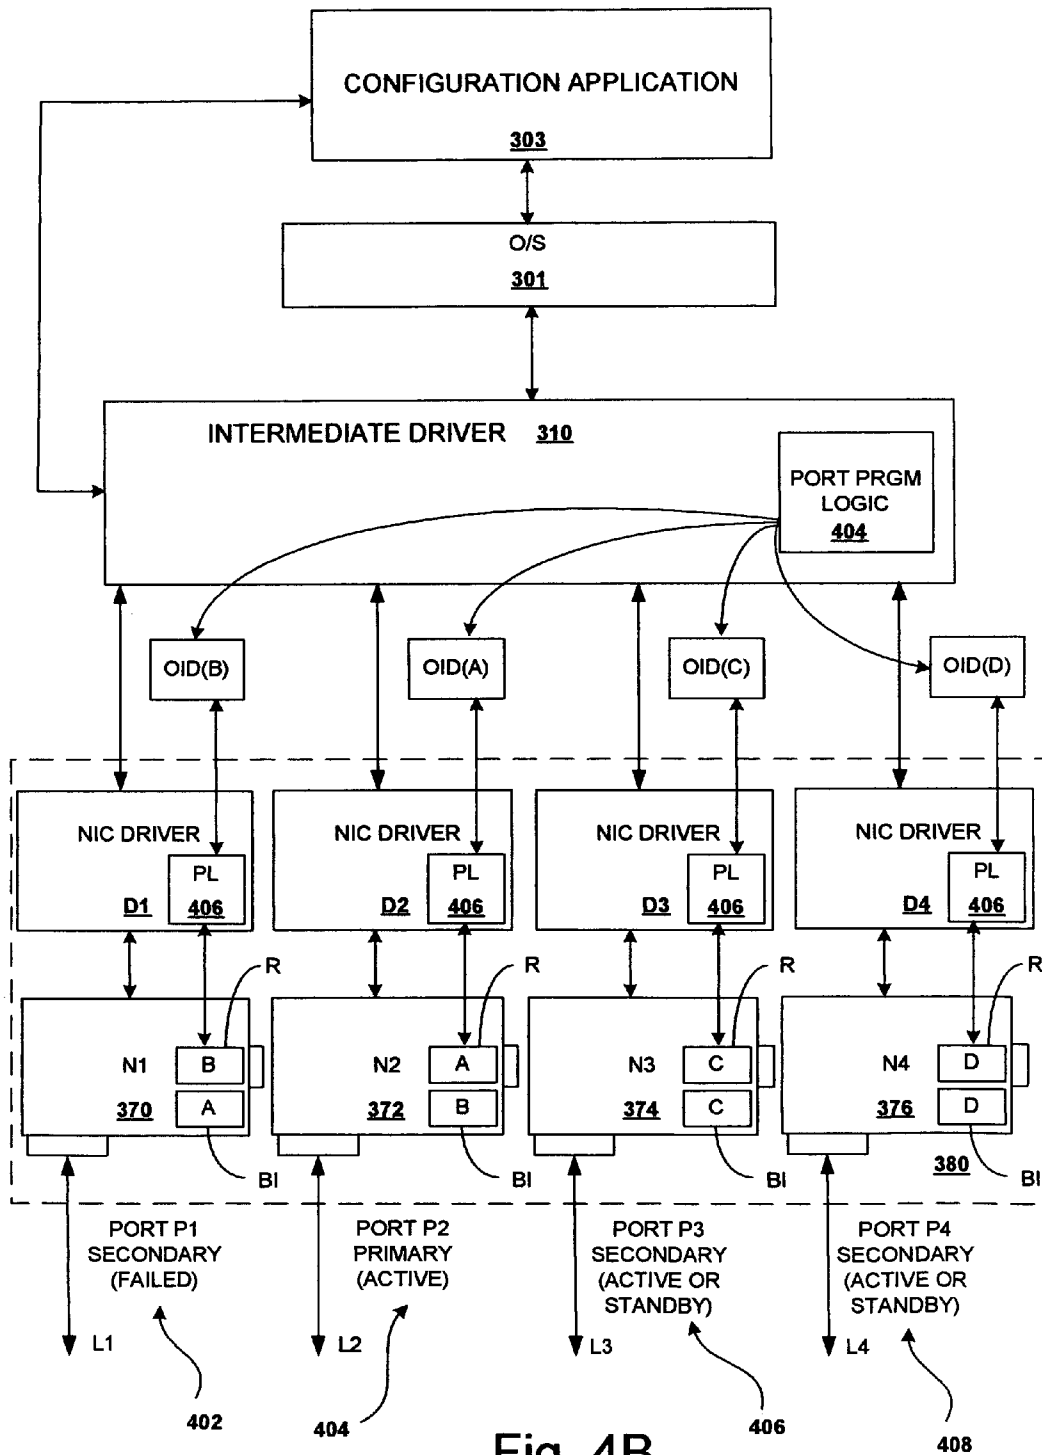 CONFIGURATION APPLICATION
303
O/S
301
INTERMEDIATE DRIVER 310
PORT PRGM
LOGIC
404
OID(B)
OID(A)
OID(C)
OID(D)
NIC DRIVER
PL
D1
406
NIC DRIVER
PL
D2
406
NIC DRIVER
PL
D3
406
NIC DRIVER
PL
D4
406
R
N1
B
370
A
BI
R
N2
A
372
B
BI
R
N3
C
374
C
BI
R
N4
D
376
D
BI
380
PORT P1
SECONDARY
(FAILED)
L1
402
PORT P2
PRIMARY
(ACTIVE)
L2
404
PORT P3
SECONDARY
(ACTIVE OR
STANDBY)
L3
406
PORT P4
SECONDARY
(ACTIVE OR
STANDBY)
L4
408
Fig. 4B